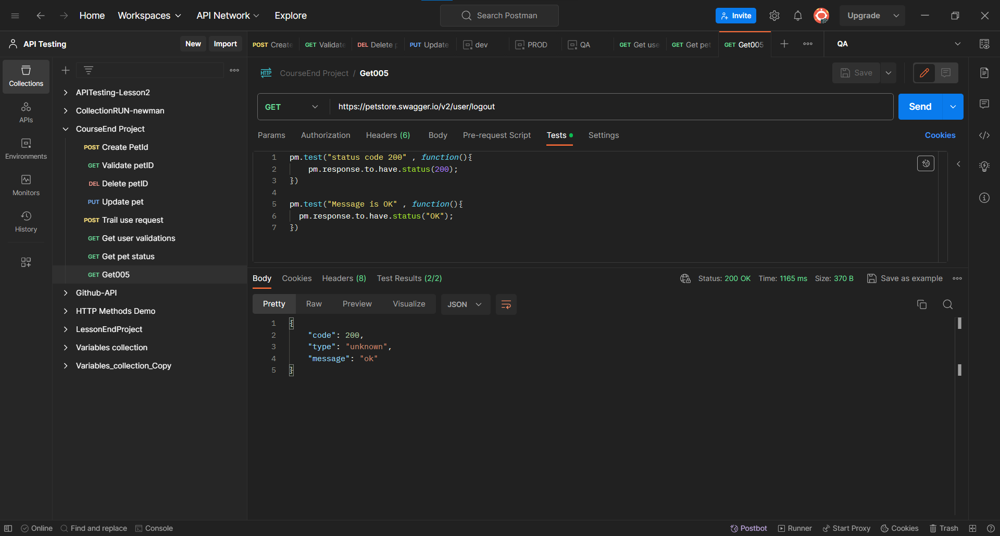 Home Workspaces API Network Explore Search Postman Invite Upgrade
API Testing New Import POST Create GET Validate DEL Delete PUT Update dev PROD QA GET Get use GET Get pet GET Get005 QA
CourseEnd Project / Get005 Save
Collections
APIs
Environments
Monitors
History
APITesting-Lesson2
CollectionRUN-newman
CourseEnd Project
POST Create PetId
GET Validate petID
DEL Delete petID
PUT Update pet
POST Trail use request
GET Get user validations
GET Get pet status
GET Get005
Github-API
HTTP Methods Demo
LessonEndProject
Variables collection
Variables_collection_Copy
HTTP
GET https://petstore.swagger.io/v2/user/logout Send
Params Authorization Headers (6) Body Pre-request Script Tests Settings Cookies
1 pm.test("status code 200" , function(){
2 pm.response.to.have.status(200);
3 })
4
5 pm.test("Message is OK" , function(){
6 pm.response.to.have.status("OK");
7 })
Body Cookies Headers (8) Test Results (2/2) Status: 200 OK Time: 1165 ms Size: 370 B Save as example
Pretty Raw Preview Visualize JSON
1 {
2 "code": 200,
3 "type": "unknown",
4 "message": "ok"
5 }
Online Find and replace Console Postbot Runner Start Proxy Cookies Trash